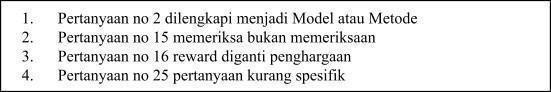 1. Pertanyaan no 2 dilengkapi menjadi Model atau Metode
2. Pertanyaan no 15 memeriksa bukan memeriksaan
3. Pertanyaan no 16 reward diganti penghargaan
4. Pertanyaan no 25 pertanyaan kurang spesifik